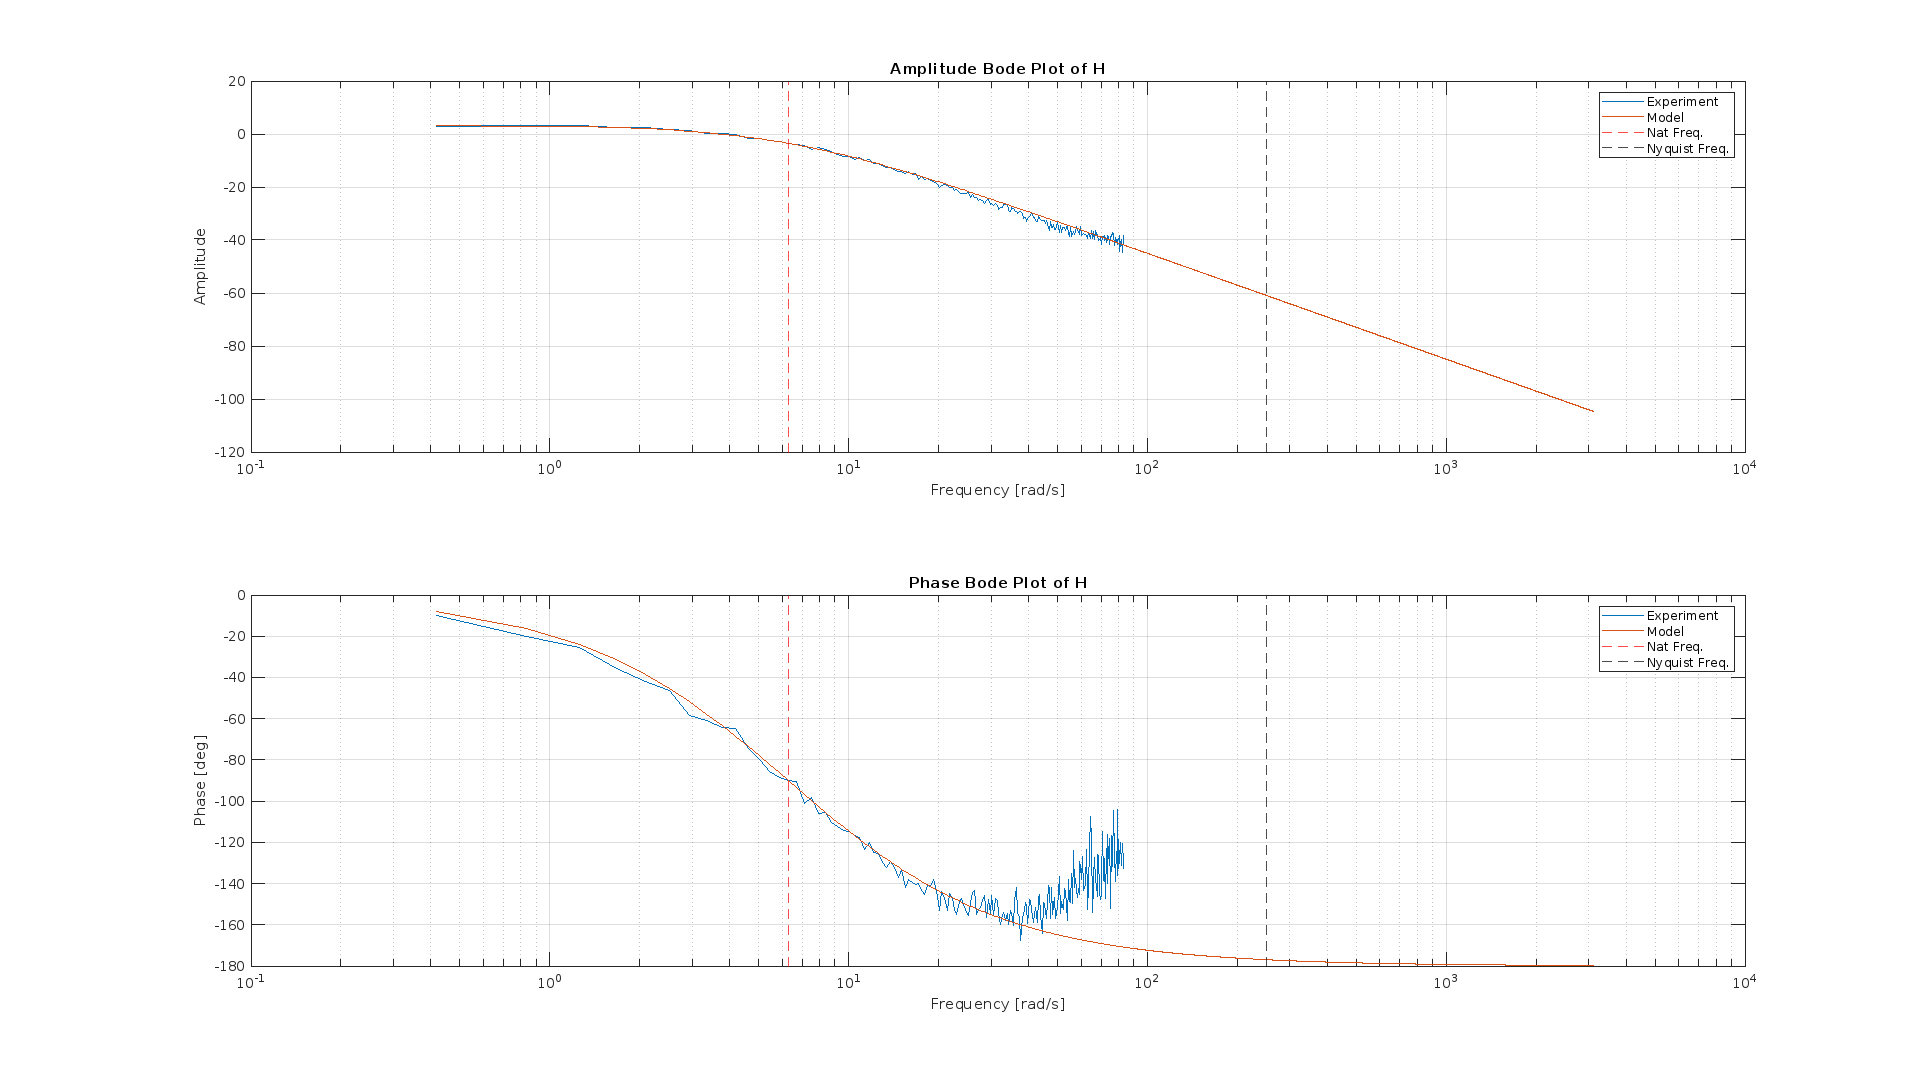 Amplitude Bode Plot of H
20
0
-20
-40
-60
-80
-100
-120
Amplitude
10^-1
10^0
10^1
10^2
10^3
10^4
Frequency [rad/s]
Experiment
Model
Nat Freq.
Nyquist Freq.
Phase Bode Plot of H
0
-20
-40
-60
-80
-100
-120
-140
-160
-180
Phase [deg]
10^-1
10^0
10^1
10^2
10^3
10^4
Frequency [rad/s]
Experiment
Model
Nat Freq.
Nyquist Freq.